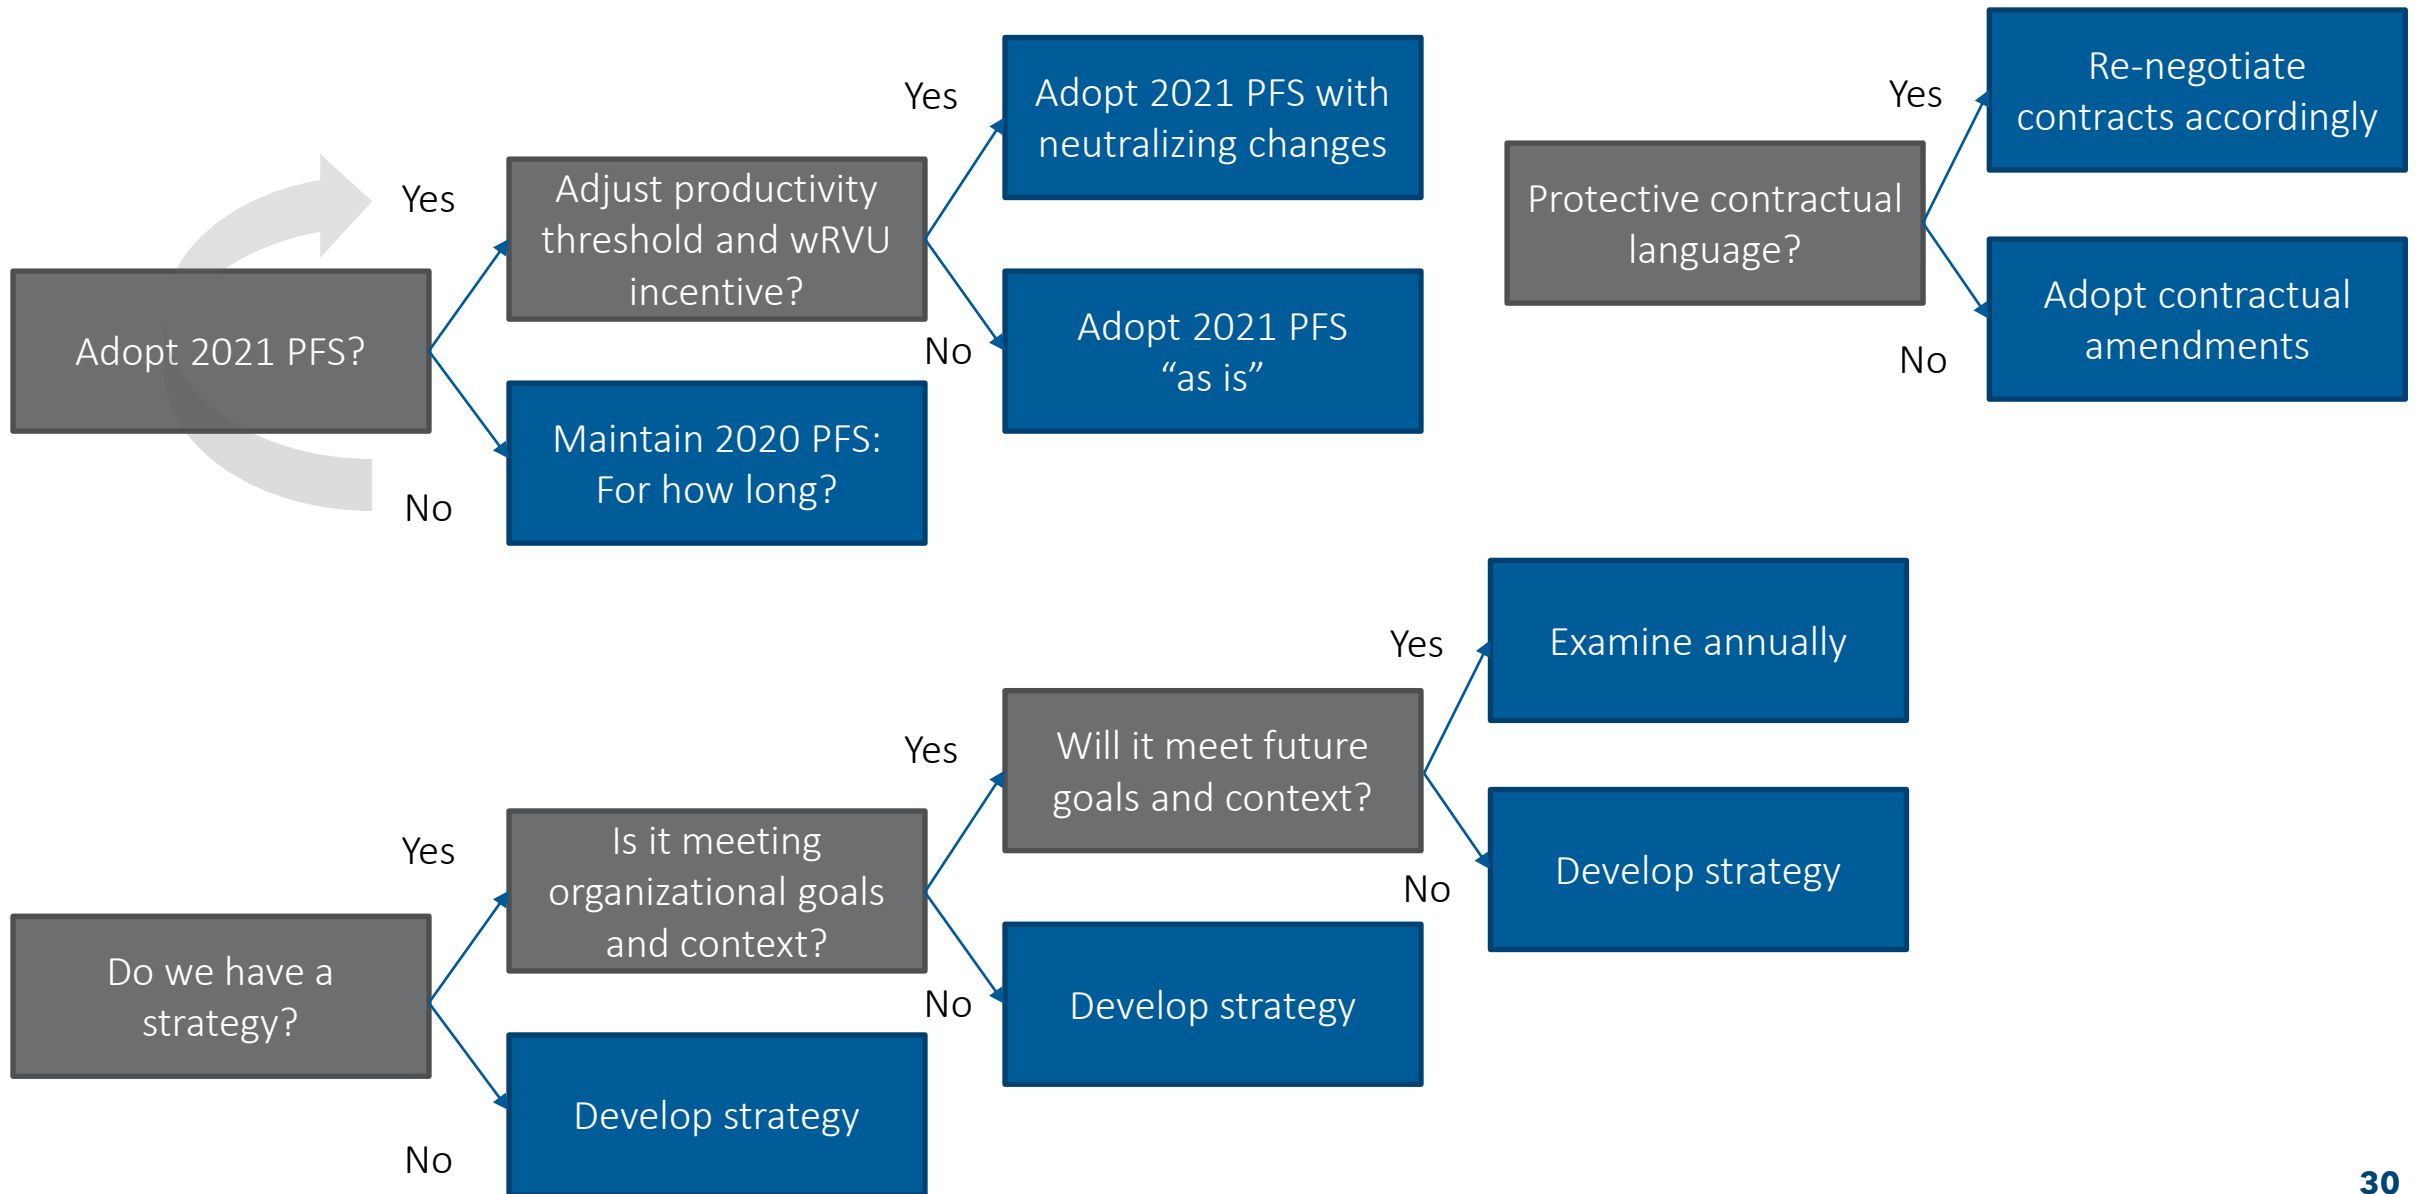 Adopt 2021 PFS?
Yes
No
Adjust productivity
threshold and wRVU
incentive?
Maintain 2020 PFS:
For how long?
Yes
No
Adopt 2021 PFS with
neutralizing changes
Adopt 2021 PFS
“as is”
Protective contractual
language?
Yes
No
Re-negotiate
contracts accordingly
Adopt contractual
amendments
Do we have a
strategy?
Yes
No
Is it meeting
organizational goals
and context?
Develop strategy
Yes
No
Will it meet future
goals and context?
Develop strategy
Yes
No
Examine annually
Develop strategy
30